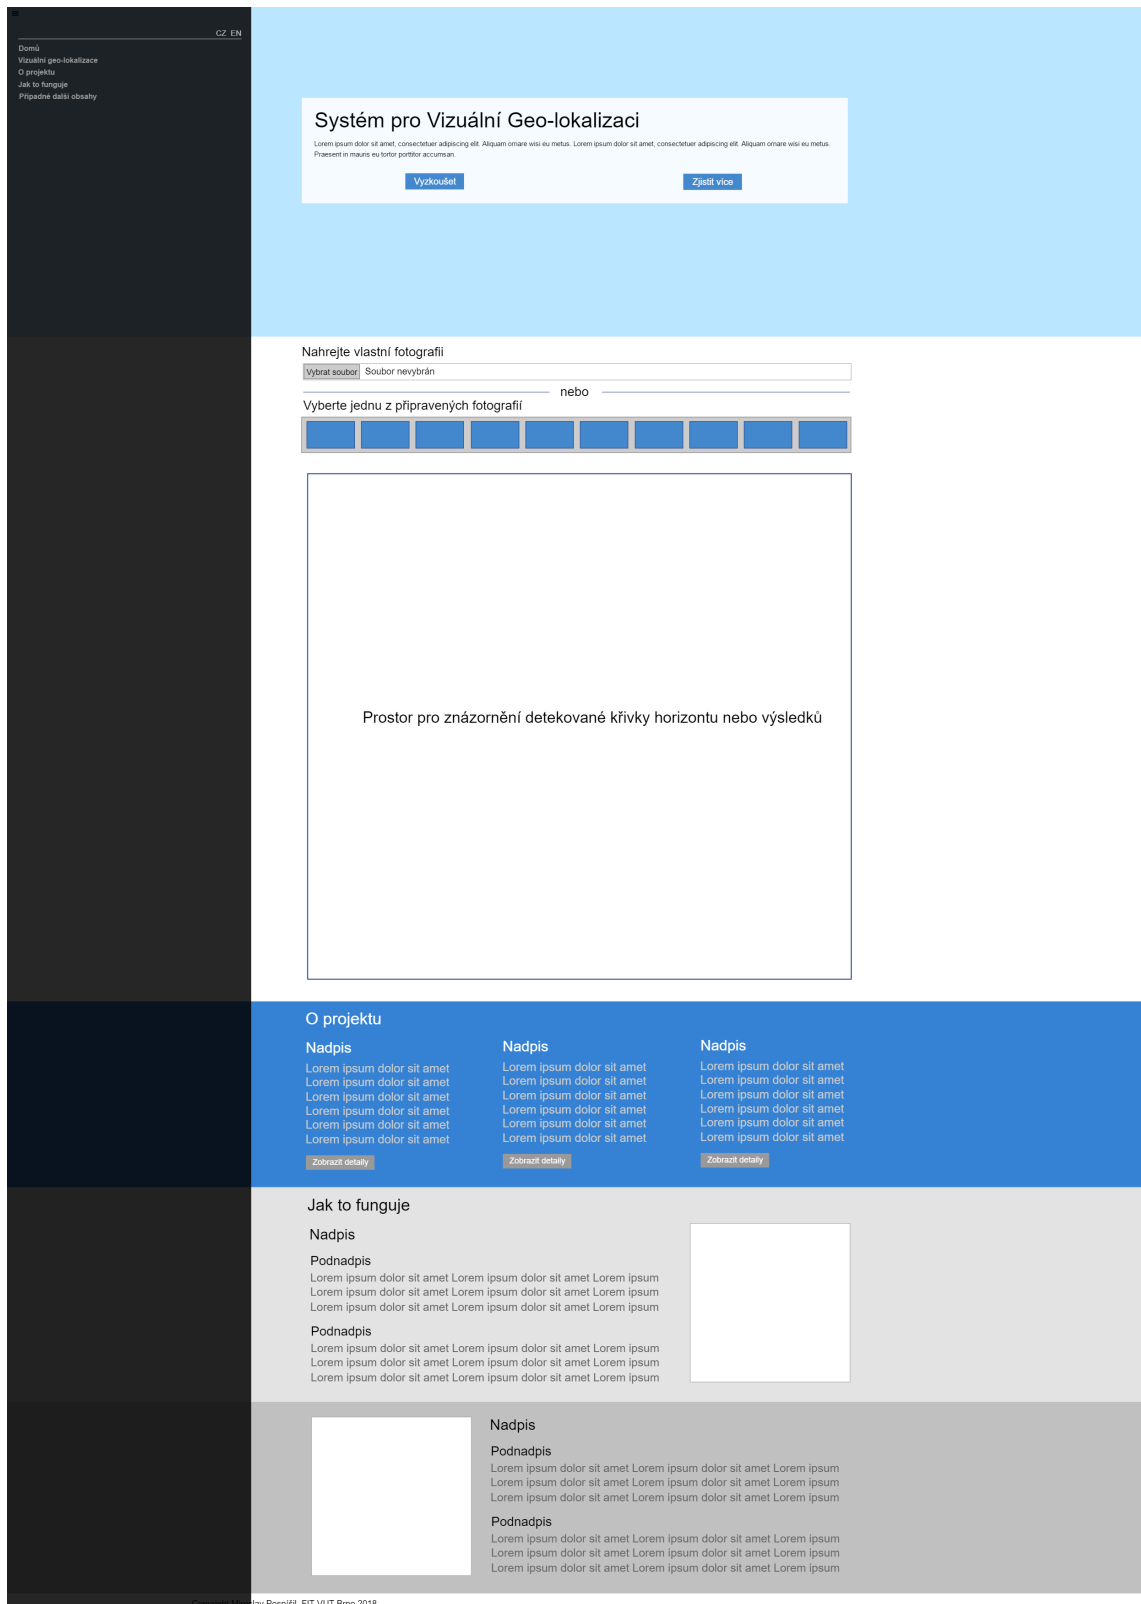 CZ EN
Domů
Vizuální geo-lokalizace
O projektu
Jak to funguje
Případné další obsahy
Systém pro Vizuální Geo-lokalizaci
Lorem ipsum dolor sit amet, consectetuer adipiscing elit. Aliquam ornare wisi eu metus. Lorem ipsum dolor sit amet, consectetuer adipiscing elit. Aliquam ornare wisi eu metus.
Praesent in mauris eu tortor porttitor accumsan.
Vyzkoušet
Zjistit více
Nahrejte vlastní fotografii
Vybrat soubor Soubor nevybrán
nebo
Vyberte jednu z připravených fotografií
Prostor pro znázornění detekované křivky horizontu nebo výsledků
O projektu
Nadpis
Lorem ipsum dolor sit amet
Lorem ipsum dolor sit amet
Lorem ipsum dolor sit amet
Lorem ipsum dolor sit amet
Lorem ipsum dolor sit amet
Lorem ipsum dolor sit amet
Zobrazit detaily
Nadpis
Lorem ipsum dolor sit amet
Lorem ipsum dolor sit amet
Lorem ipsum dolor sit amet
Lorem ipsum dolor sit amet
Lorem ipsum dolor sit amet
Lorem ipsum dolor sit amet
Zobrazit detaily
Nadpis
Lorem ipsum dolor sit amet
Lorem ipsum dolor sit amet
Lorem ipsum dolor sit amet
Lorem ipsum dolor sit amet
Lorem ipsum dolor sit amet
Lorem ipsum dolor sit amet
Zobrazit detaily
Jak to funguje
Nadpis
Podnadpis
Lorem ipsum dolor sit amet Lorem ipsum dolor sit amet Lorem ipsum
Lorem ipsum dolor sit amet Lorem ipsum dolor sit amet Lorem ipsum
Lorem ipsum dolor sit amet Lorem ipsum dolor sit amet Lorem ipsum
Podnadpis
Lorem ipsum dolor sit amet Lorem ipsum dolor sit amet Lorem ipsum
Lorem ipsum dolor sit amet Lorem ipsum dolor sit amet Lorem ipsum
Lorem ipsum dolor sit amet Lorem ipsum dolor sit amet Lorem ipsum
Nadpis
Podnadpis
Lorem ipsum dolor sit amet Lorem ipsum dolor sit amet Lorem ipsum
Lorem ipsum dolor sit amet Lorem ipsum dolor sit amet Lorem ipsum
Lorem ipsum dolor sit amet Lorem ipsum dolor sit amet Lorem ipsum
Podnadpis
Lorem ipsum dolor sit amet Lorem ipsum dolor sit amet Lorem ipsum
Lorem ipsum dolor sit amet Lorem ipsum dolor sit amet Lorem ipsum
Lorem ipsum dolor sit amet Lorem ipsum dolor sit amet Lorem ipsum
Pospíšil, FIT VUT Brno 2018